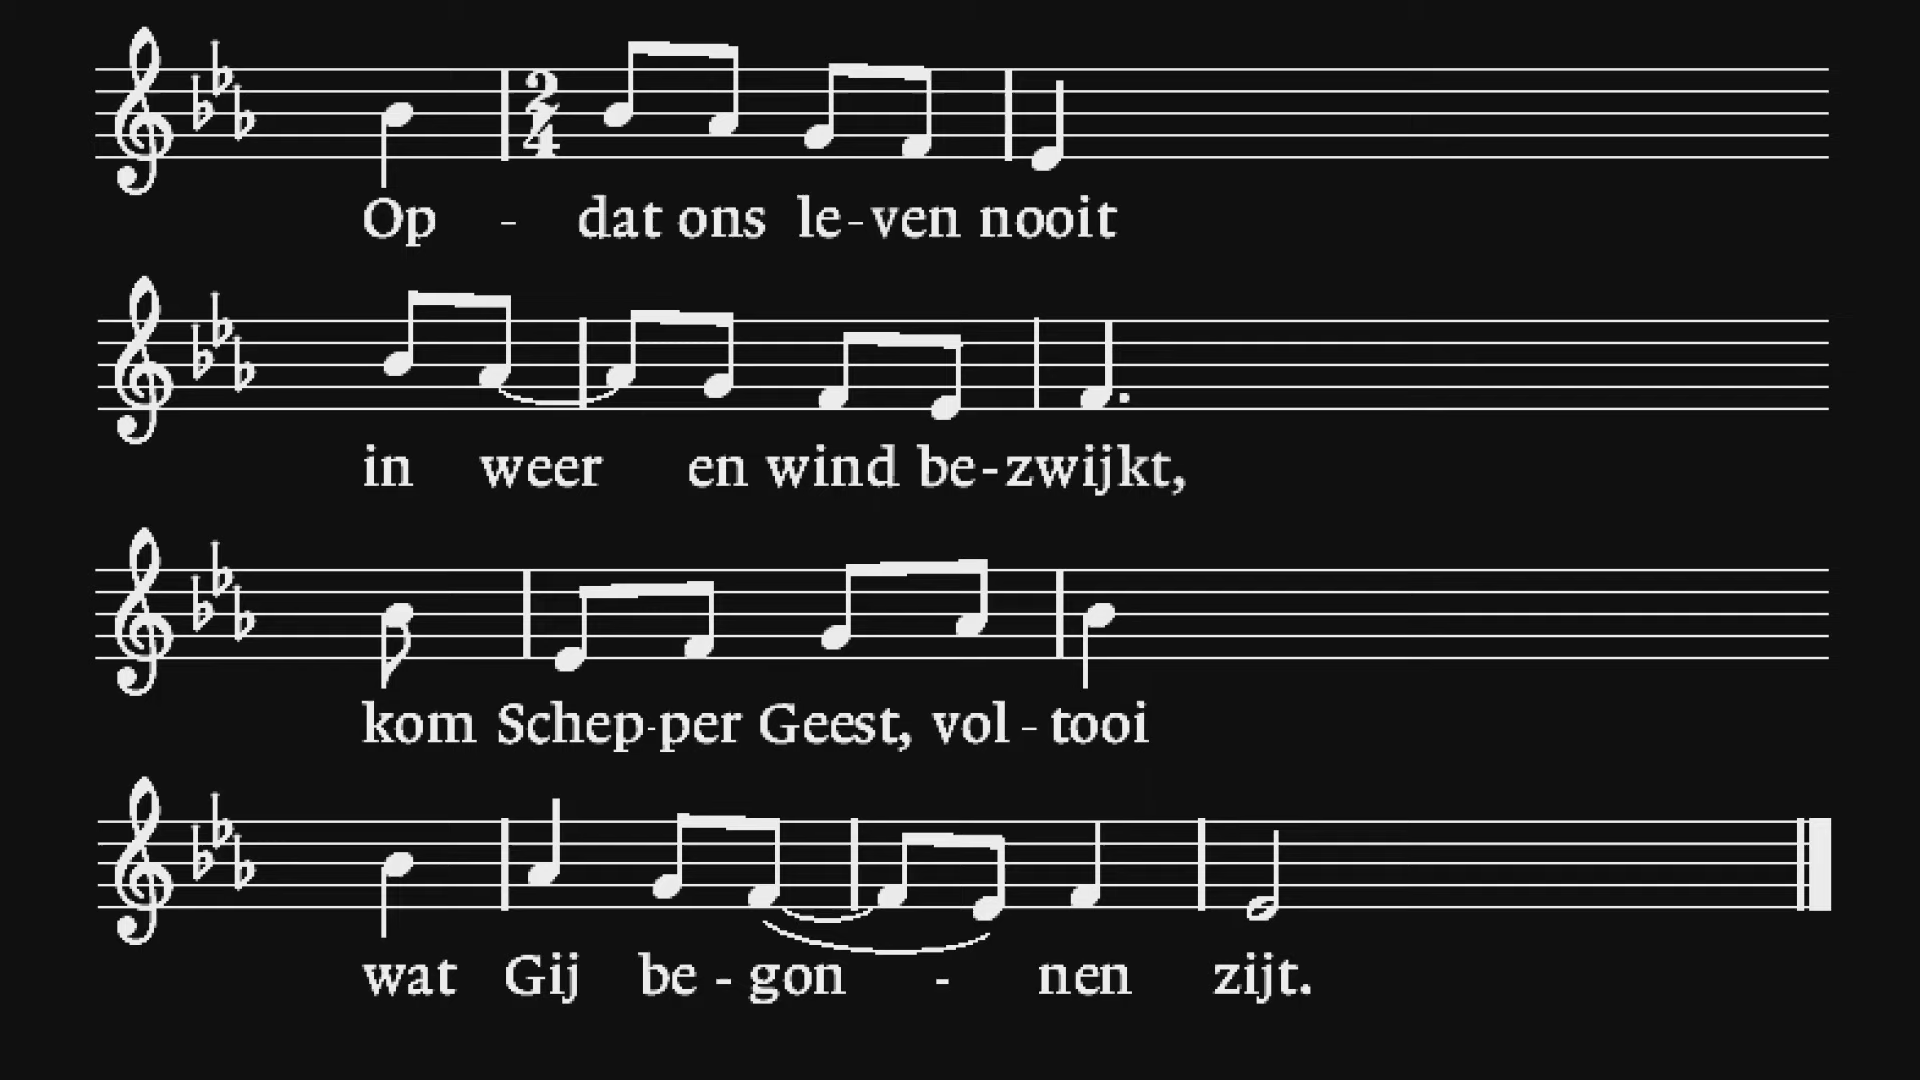 Op - dat ons le-ven nooit
in weer en wind be-zwijkt,
kom Schep-per Geest, vol-tooi
wat Gij be-gon - nen zijt.